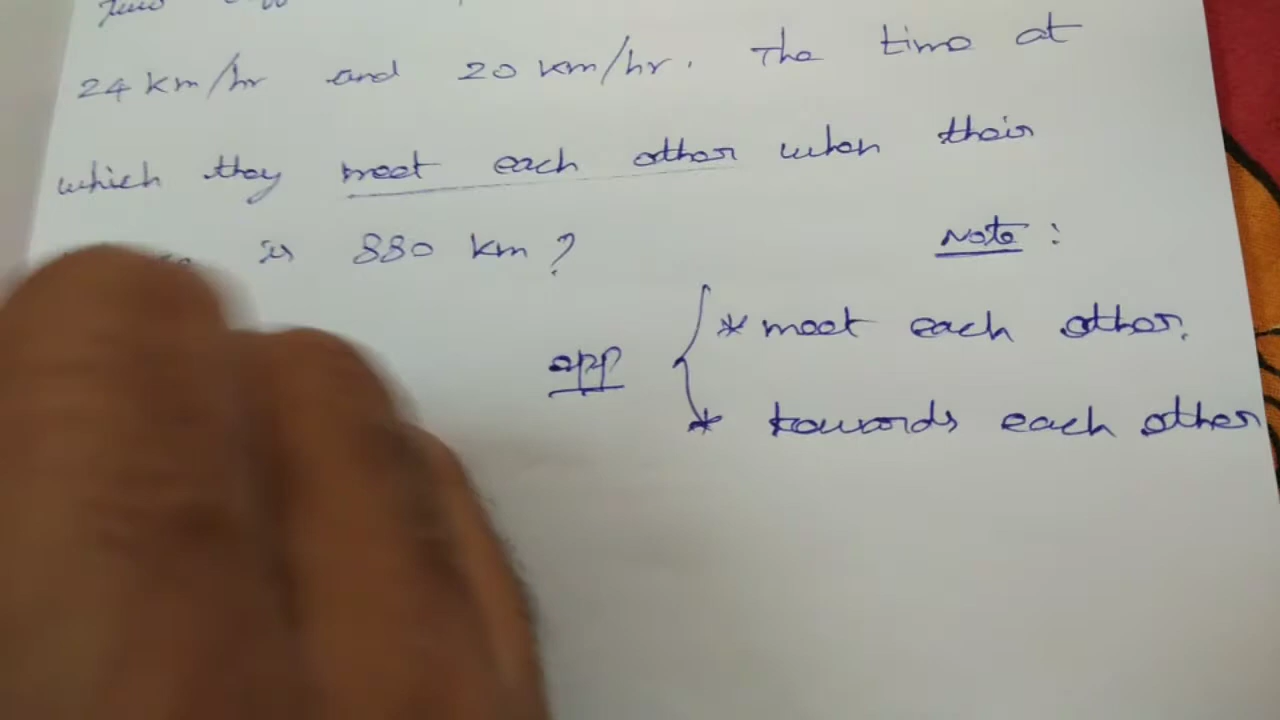 24 km/hr and 20 km/hr. The time at
which they meet each other when their
is 880 km?
Note :
* meet each other.
opp
* towards each other